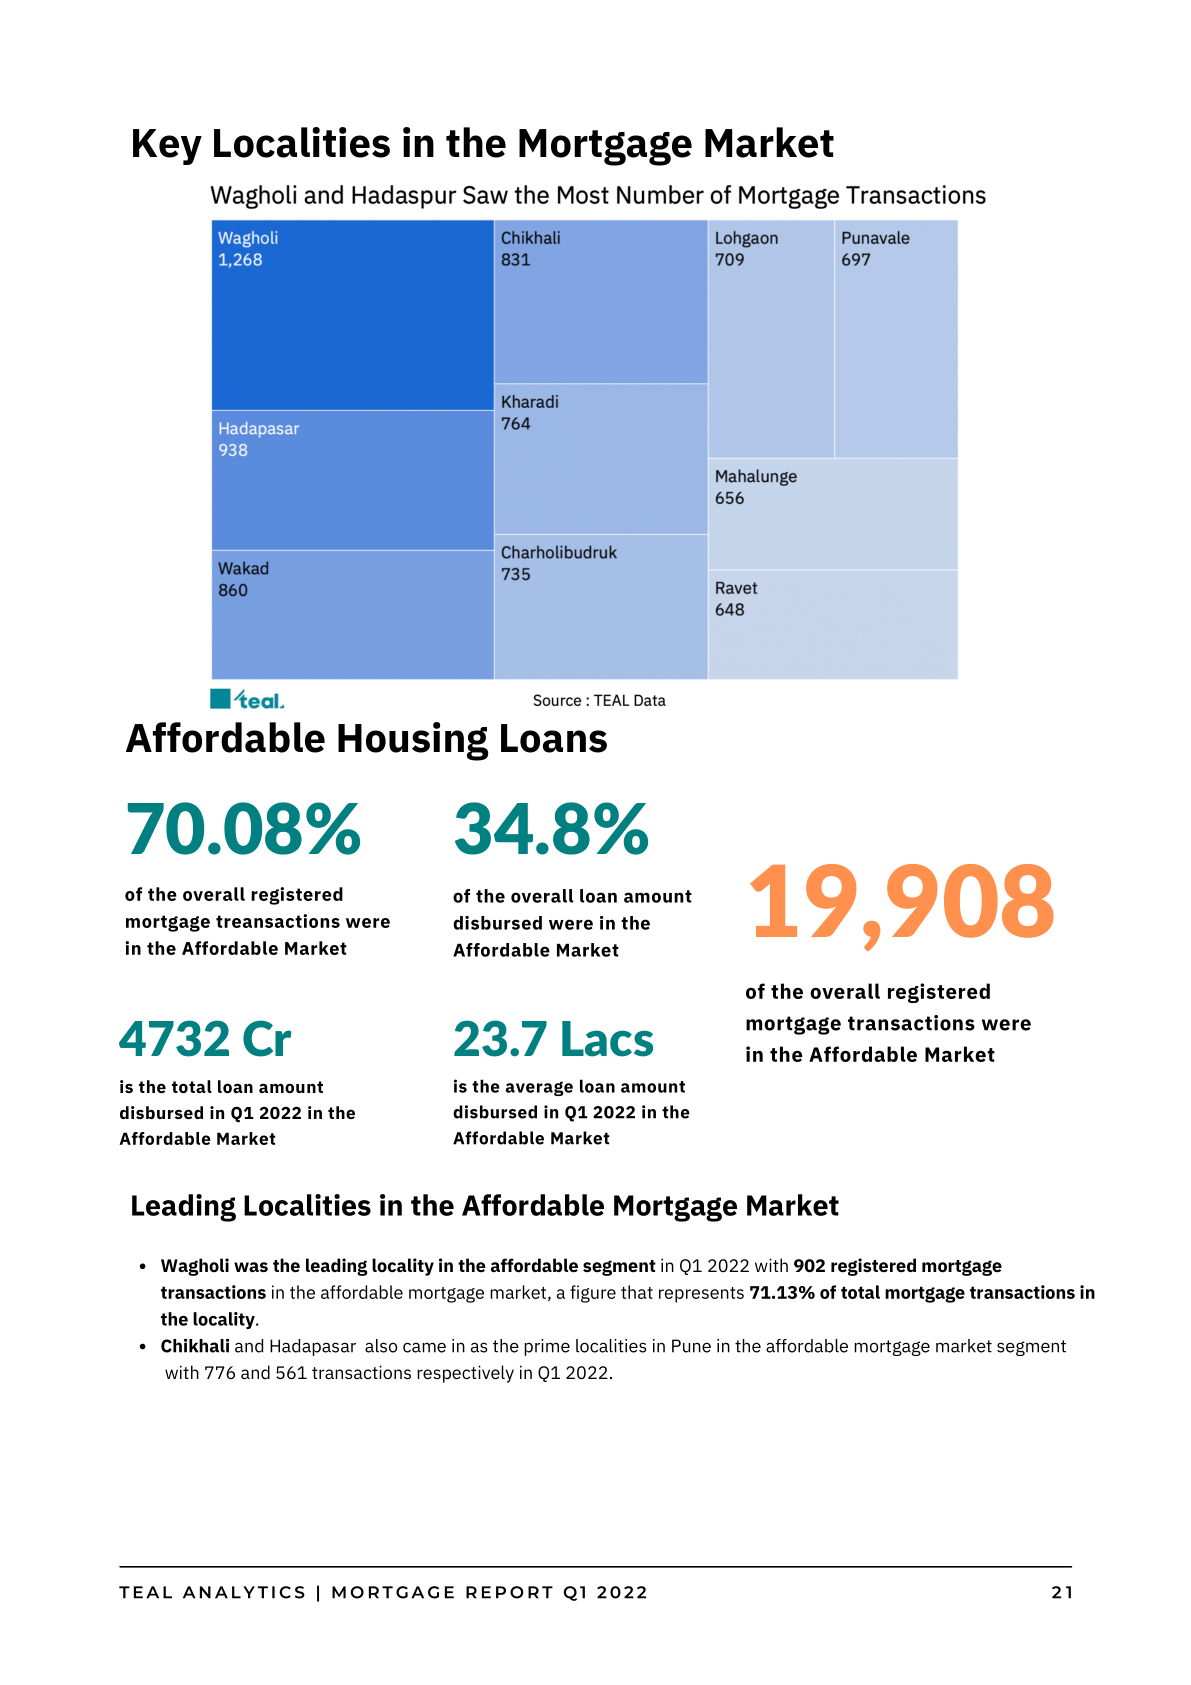 Key Localities in the Mortgage Market
Wagholi and Hadaspur Saw the Most Number of Mortgage Transactions
Wagholi
1,268
Hadapasar
938
Wakad
860
Chikhali
831
Kharadi
764
Charholibudruk
735
Lohgaon
709
Punavale
697
Mahalunge
656
Ravet
648
teal.
Source : TEAL Data
Affordable Housing Loans
70.08%
of the overall registered
mortgage treansactions were
in the Affordable Market
34.8%
of the overall loan amount
disbursed were in the
Affordable Market
19,908
of the overall registered
mortgage transactions were
in the Affordable Market
4732 Cr
is the total loan amount
disbursed in Q1 2022 in the
Affordable Market
23.7 Lacs
is the average loan amount
disbursed in Q1 2022 in the
Affordable Market
Leading Localities in the Affordable Mortgage Market
• Wagholi was the leading locality in the affordable segment in Q1 2022 with 902 registered mortgage
transactions in the affordable mortgage market, a figure that represents 71.13% of total mortgage transactions in
the locality.
• Chikhali and Hadapasar also came in as the prime localities in Pune in the affordable mortgage market segment
with 776 and 561 transactions respectively in Q1 2022.
TEAL ANALYTICS | MORTGAGE REPORT Q1 2022
21